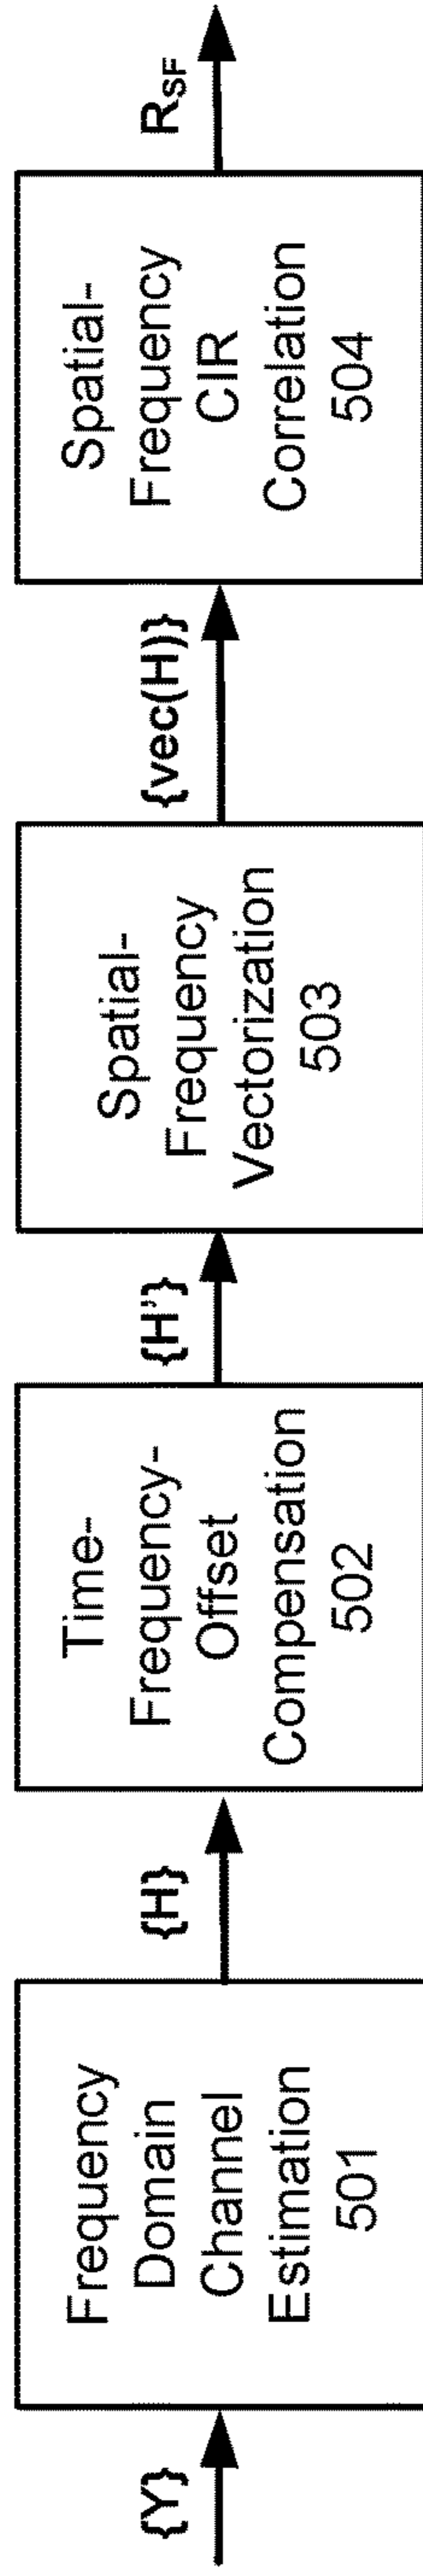 {Y}
Frequency
Domain
Channel
Estimation
501
{H}
Time-
Frequency-
Offset
Compensation
502
{H'}
Spatial-
Frequency
Vectorization
503
{vec(H)}
Spatial-
Frequency
CIR
Correlation
504
R_SF